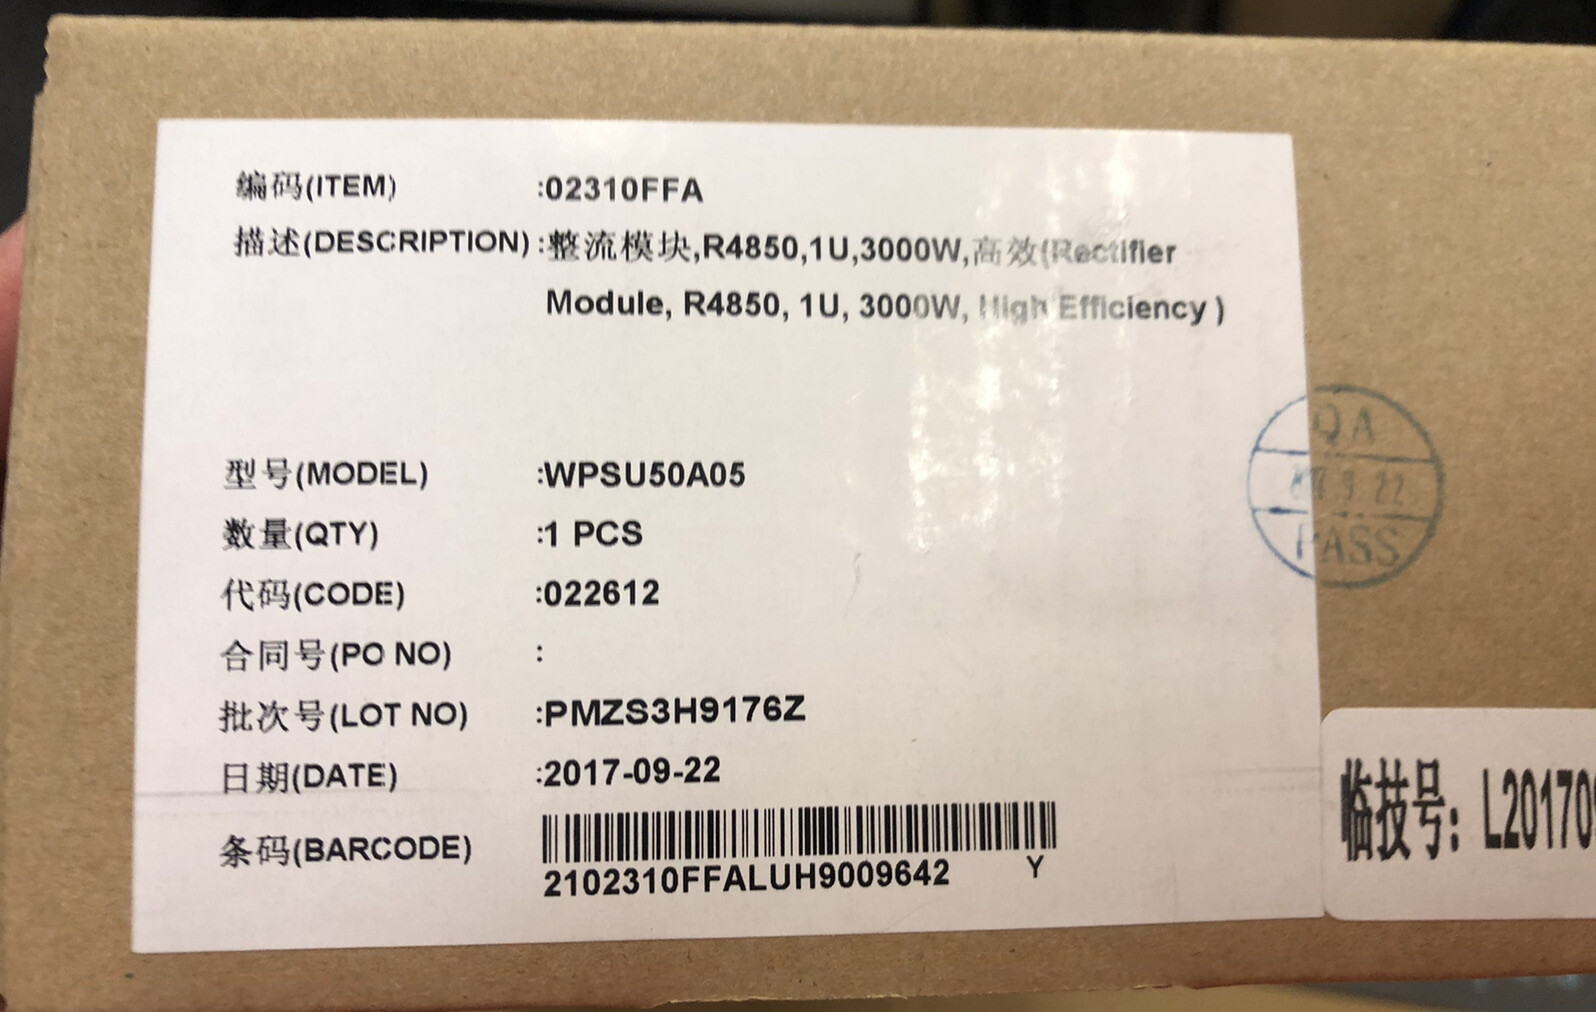 编码(ITEM) :02310FFA
描述(DESCRIPTION) :整流模块,R4850,1U,3000W,高效(Rectifier
Module, R4850, 1U, 3000W, High Efficiency )
型号(MODEL) :WPSU50A05
数量(QTY) :1 PCS
代码(CODE) :022612
合同号(PO NO) :
批次号(LOT NO) :PMZS3H9176Z
日期(DATE) :2017-09-22
条码(BARCODE)
2102310FFALUH9009642 Y
QA
9 22
PASS
临技号: L20170